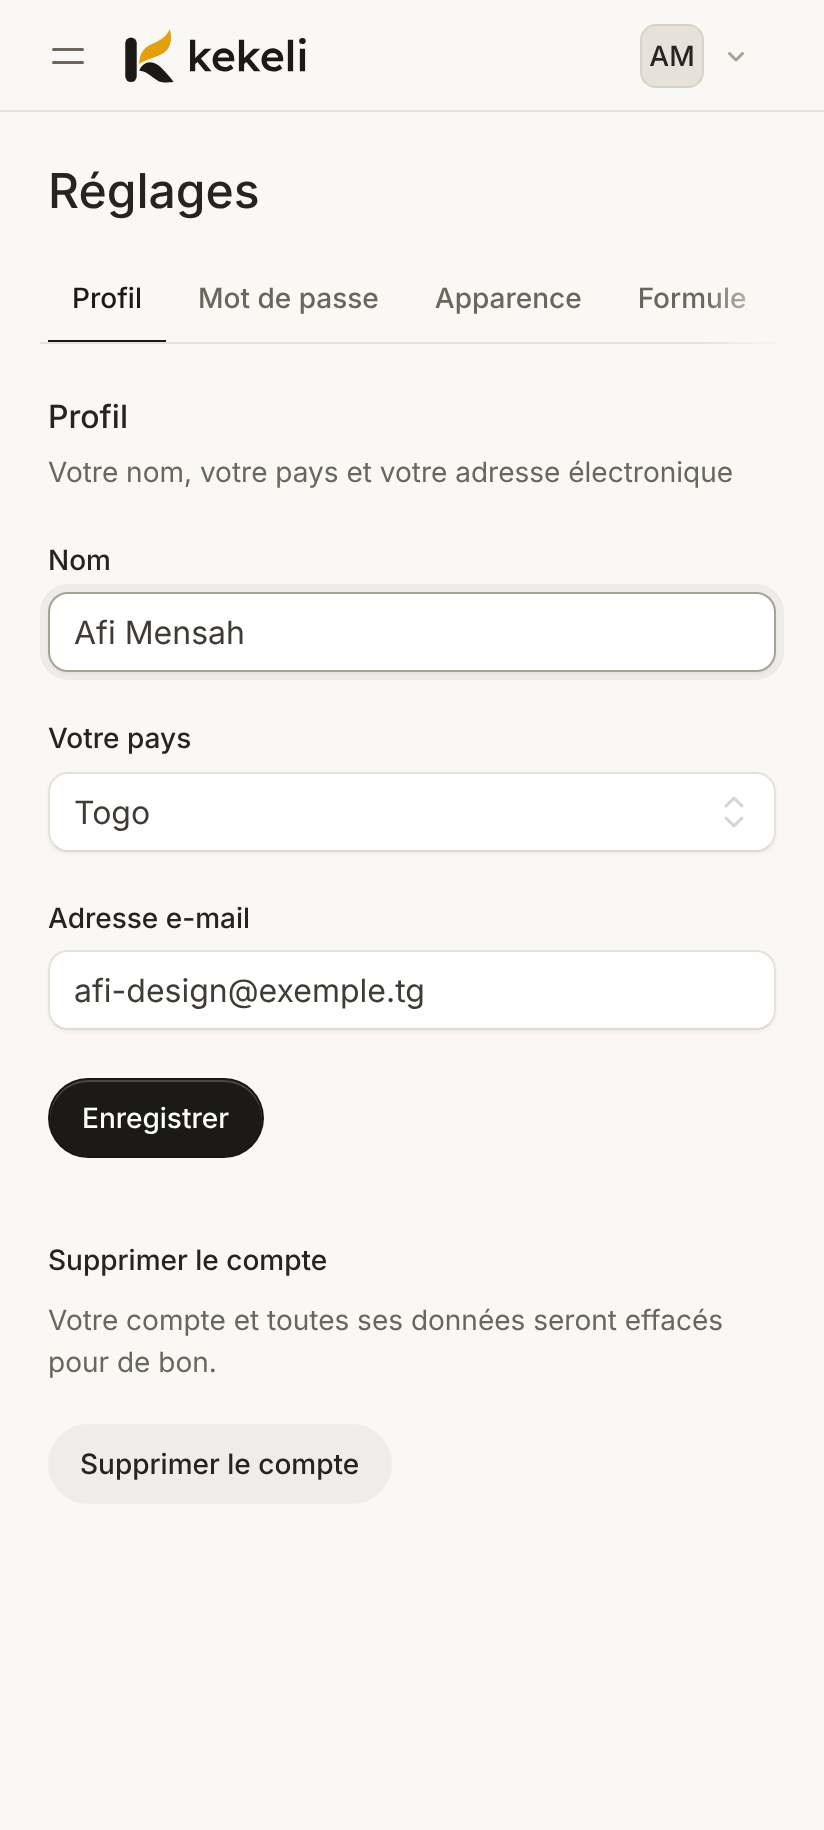 kekeli
AM
Réglages
Profil
Mot de passe
Apparence
Formule
Profil
Votre nom, votre pays et votre adresse électronique
Nom
Afi Mensah
Votre pays
Togo
Adresse e-mail
afi-design@exemple.tg
Enregistrer
Supprimer le compte
Votre compte et toutes ses données seront effacés
pour de bon.
Supprimer le compte